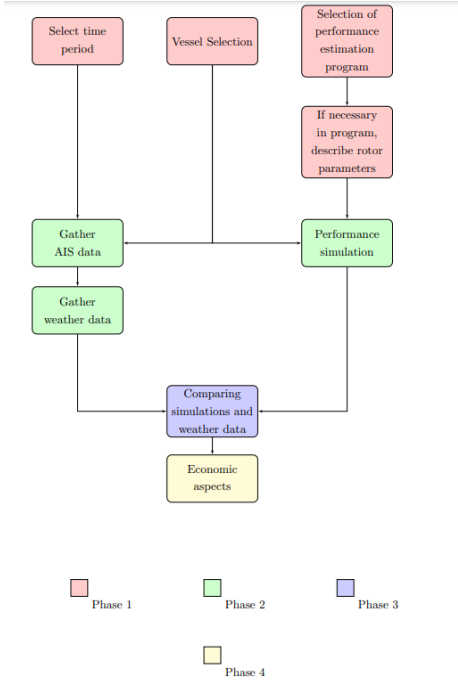 Select time
period
Vessel Selection
Selection of
performance
estimation
program
If necessary
in program,
describe rotor
parameters
Gather
AIS data
Performance
simulation
Gather
weather data
Comparing
simulations and
weather data
Economic
aspects
Phase 1
Phase 2
Phase 3
Phase 4